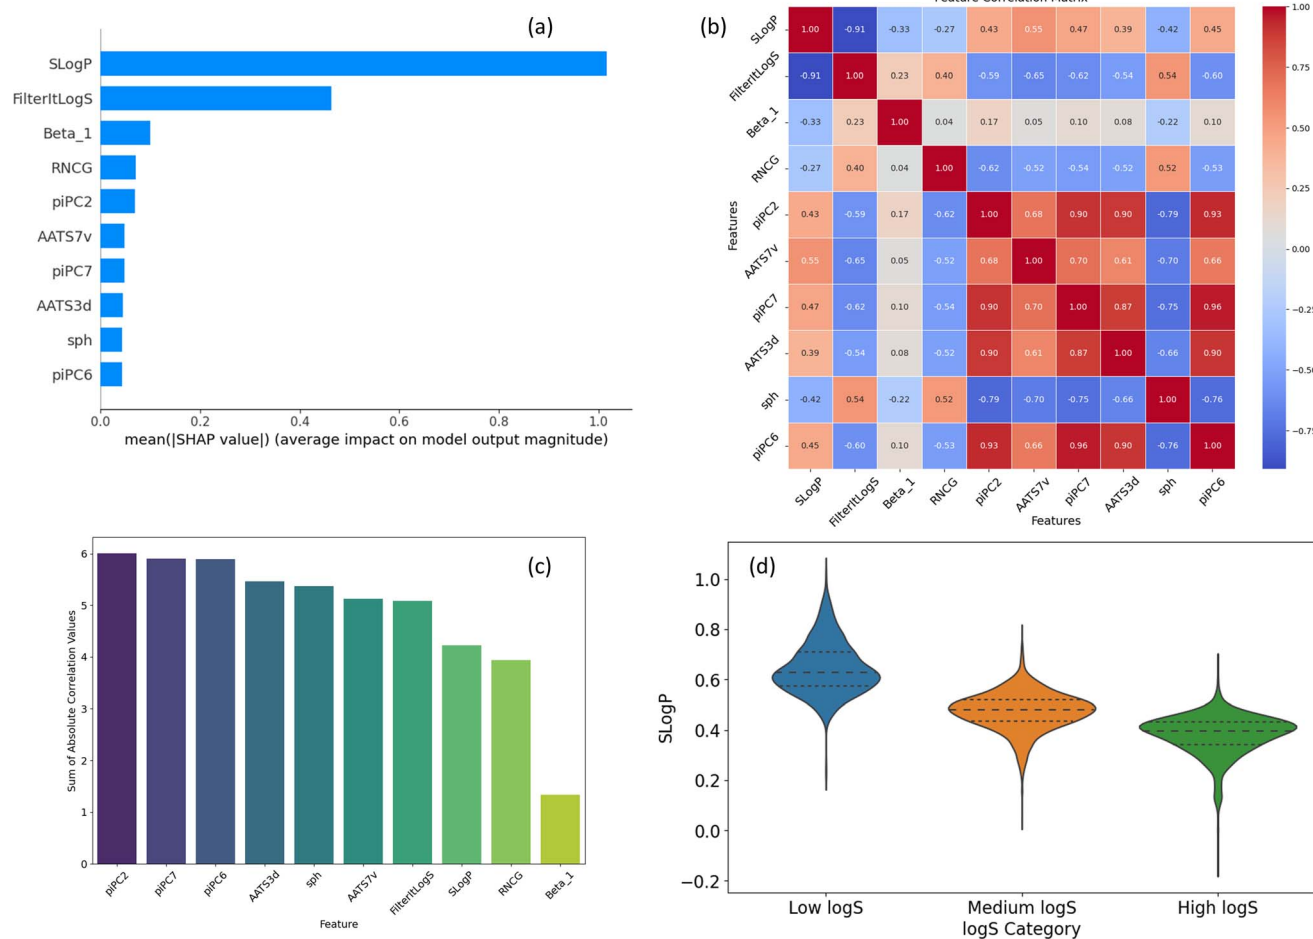 (a)
SLogP
FilterItLogS
Beta_1
RNCG
piPC2
AATS7v
piPC7
AATS3d
sph
piPC6
0.0 0.2 0.4 0.6 0.8 1.0
mean(|SHAP value|) (average impact on model output magnitude)
(b)
Feature Correlation Matrix
Features
SLogP 1.00 -0.91 -0.33 -0.27 0.43 0.55 0.47 0.39 -0.42 0.45
FilterItLogS -0.91 1.00 0.23 0.40 -0.59 -0.65 -0.62 -0.54 0.54 -0.60
Beta_1 -0.33 0.23 1.00 0.04 0.17 0.05 0.10 0.08 -0.22 0.10
RNCG -0.27 0.40 0.04 1.00 -0.62 -0.52 -0.54 -0.52 0.52 -0.53
piPC2 0.43 -0.59 0.17 -0.62 1.00 0.68 0.90 0.90 -0.79 0.93
AATS7v 0.55 -0.65 0.05 -0.52 0.68 1.00 0.70 0.61 -0.70 0.66
piPC7 0.47 -0.62 0.10 -0.54 0.90 0.70 1.00 0.87 -0.75 0.96
AATS3d 0.39 -0.54 0.08 -0.52 0.90 0.61 0.87 1.00 -0.66 0.90
sph -0.42 0.54 -0.22 0.52 -0.79 -0.70 -0.75 -0.66 1.00 -0.76
piPC6 0.45 -0.60 0.10 -0.53 0.93 0.66 0.96 0.90 -0.76 1.00
SLogP FilterItLogS Beta_1 RNCG piPC2 AATS7v piPC7 AATS3d sph piPC6
Features
1.00
0.75
0.50
0.25
0.00
−0.25
−0.50
−0.75
(c)
Sum of Absolute Correlation Values
6
5
4
3
2
1
0
piPC2 piPC7 piPC6 AATS3d sph AATS7v FilterItLogS SLogP RNCG Beta_1
Feature
(d)
SLogP
1.0
0.8
0.6
0.4
0.2
0.0
−0.2
Low logS Medium logS High logS
logS Category